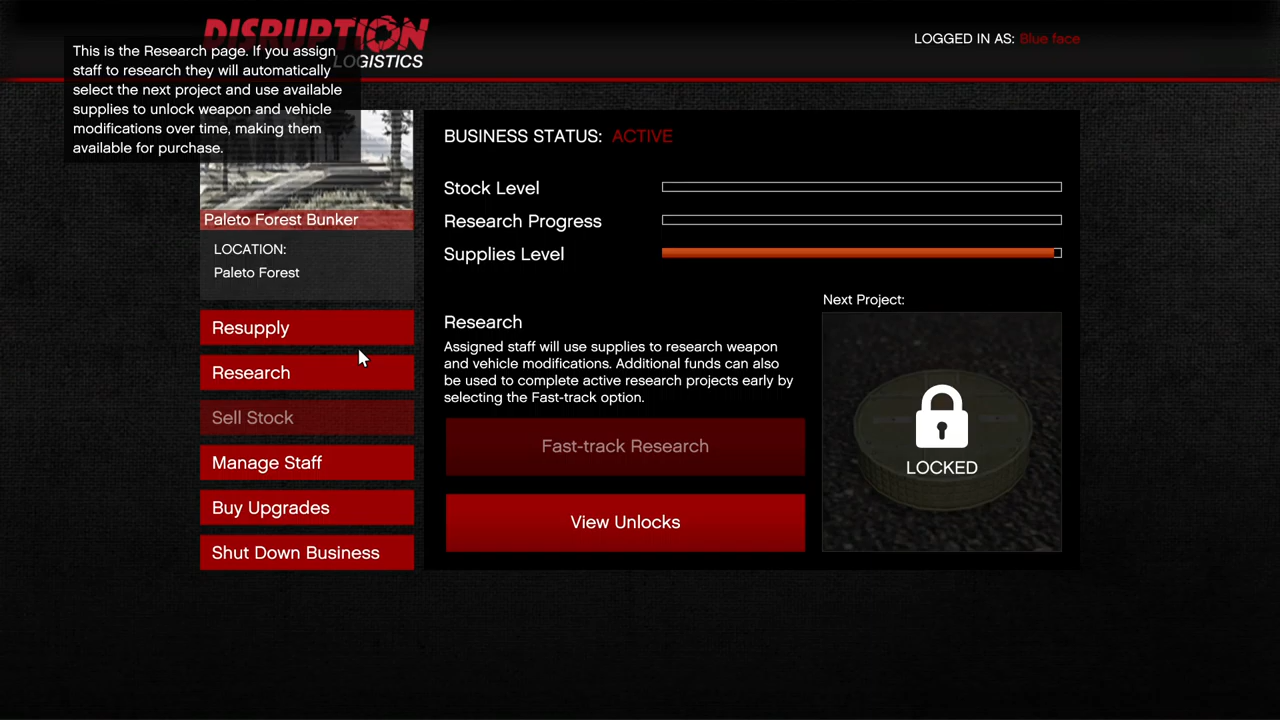 DISRUPTION
LOGISTICS
LOGGED IN AS: Blue face
This is the Research page. If you assign
staff to research they will automatically
select the next project and use available
supplies to unlock weapon and vehicle
modifications over time, making them
available for purchase.
Paleto Forest Bunker
LOCATION:
Paleto Forest
Resupply
Research
Sell Stock
Manage Staff
Buy Upgrades
Shut Down Business
BUSINESS STATUS: ACTIVE
Stock Level
Research Progress
Supplies Level
Research
Assigned staff will use supplies to research weapon
and vehicle modifications. Additional funds can also
be used to complete active research projects early by
selecting the Fast-track option.
Fast-track Research
View Unlocks
Next Project:
LOCKED